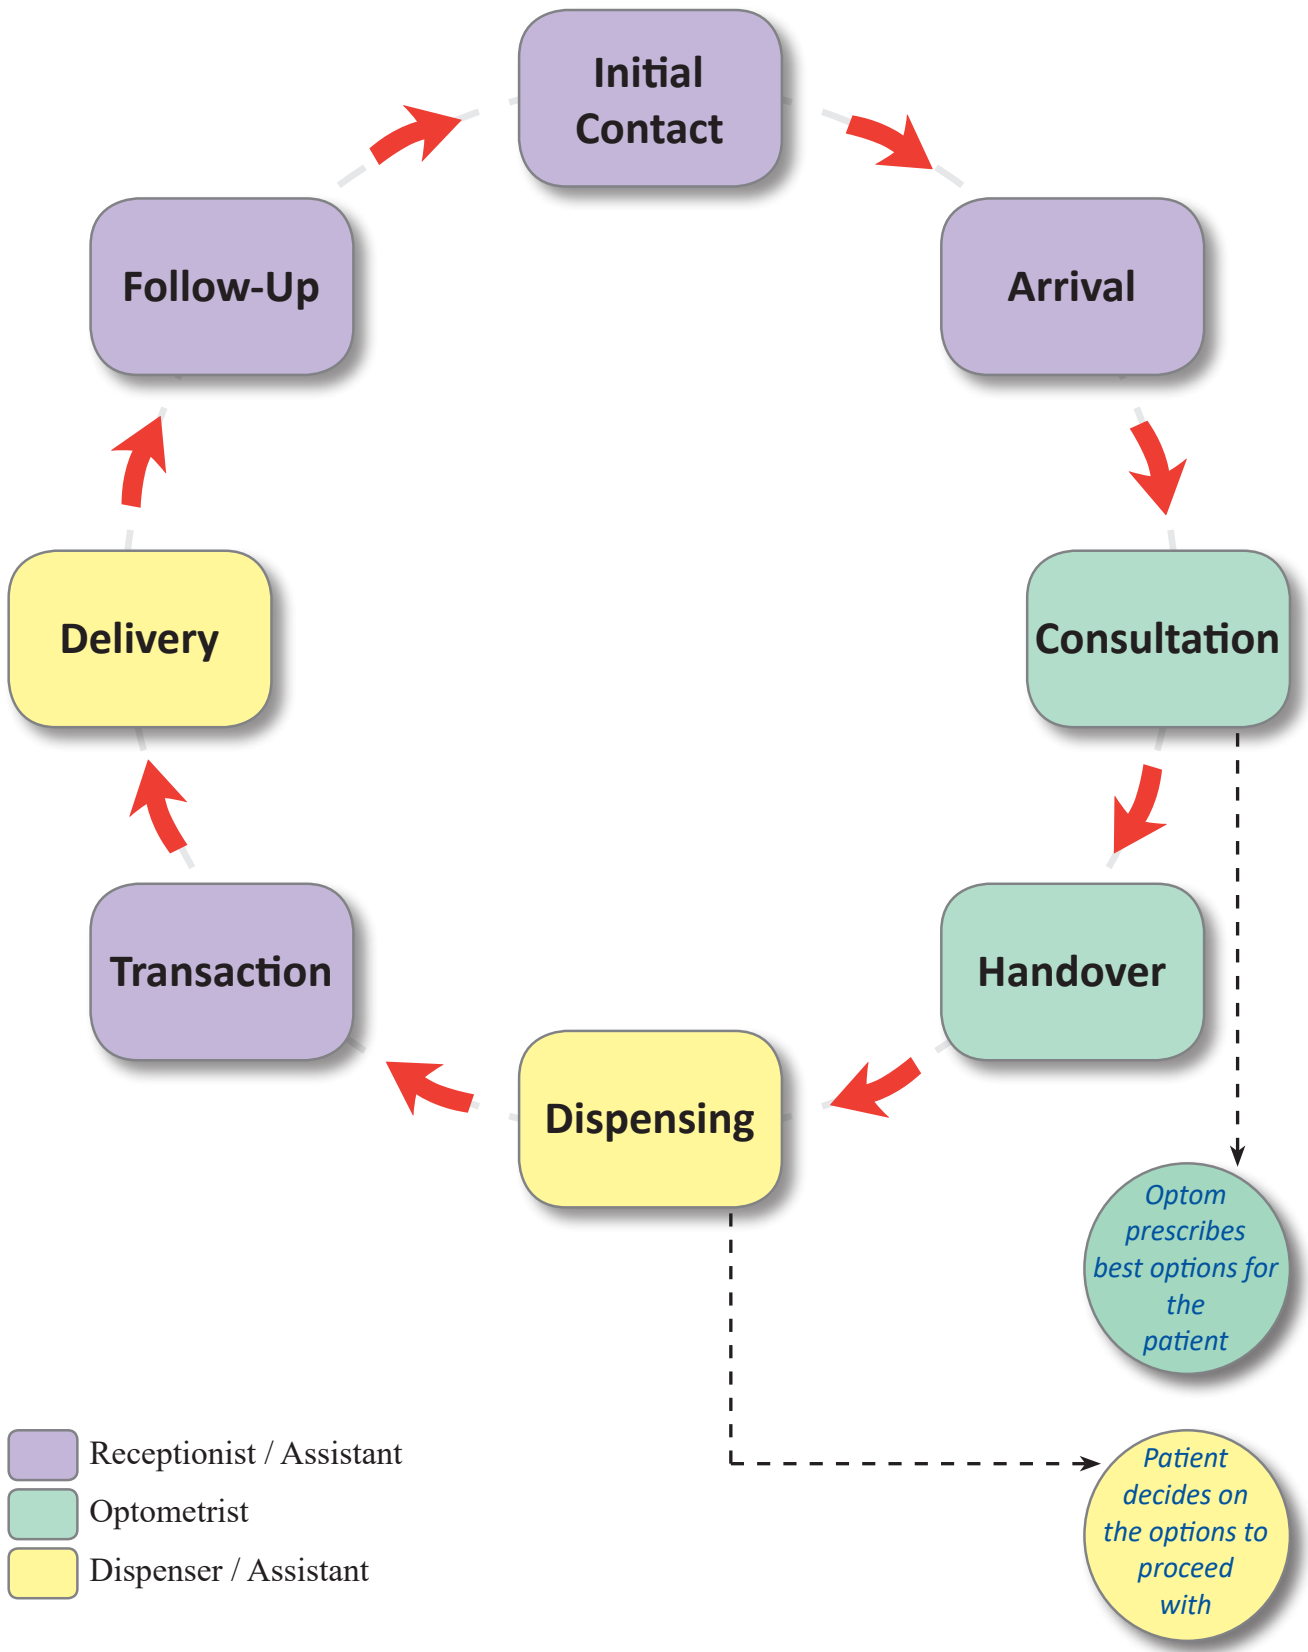 Initial
Contact
Follow-Up
Arrival
Delivery
Consultation
Transaction
Handover
Dispensing
Optom
prescribes
best options for
the
patient
Receptionist / Assistant
Optometrist
Dispenser / Assistant
Patient
decides on
the options to
proceed
with